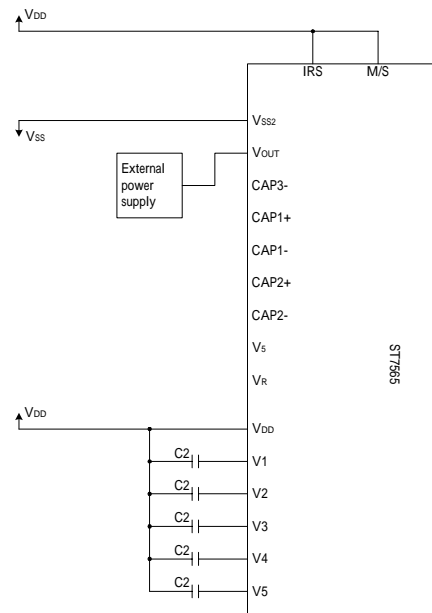 VDD
IRS M/S
VSS2
VSS
VOUT
External
power
supply
CAP3-
CAP1+
CAP1-
CAP2+
CAP2-
V5
VR
ST7565
VDD
VDD
C2
V1
C2
V2
C2
V3
C2
V4
C2
V5